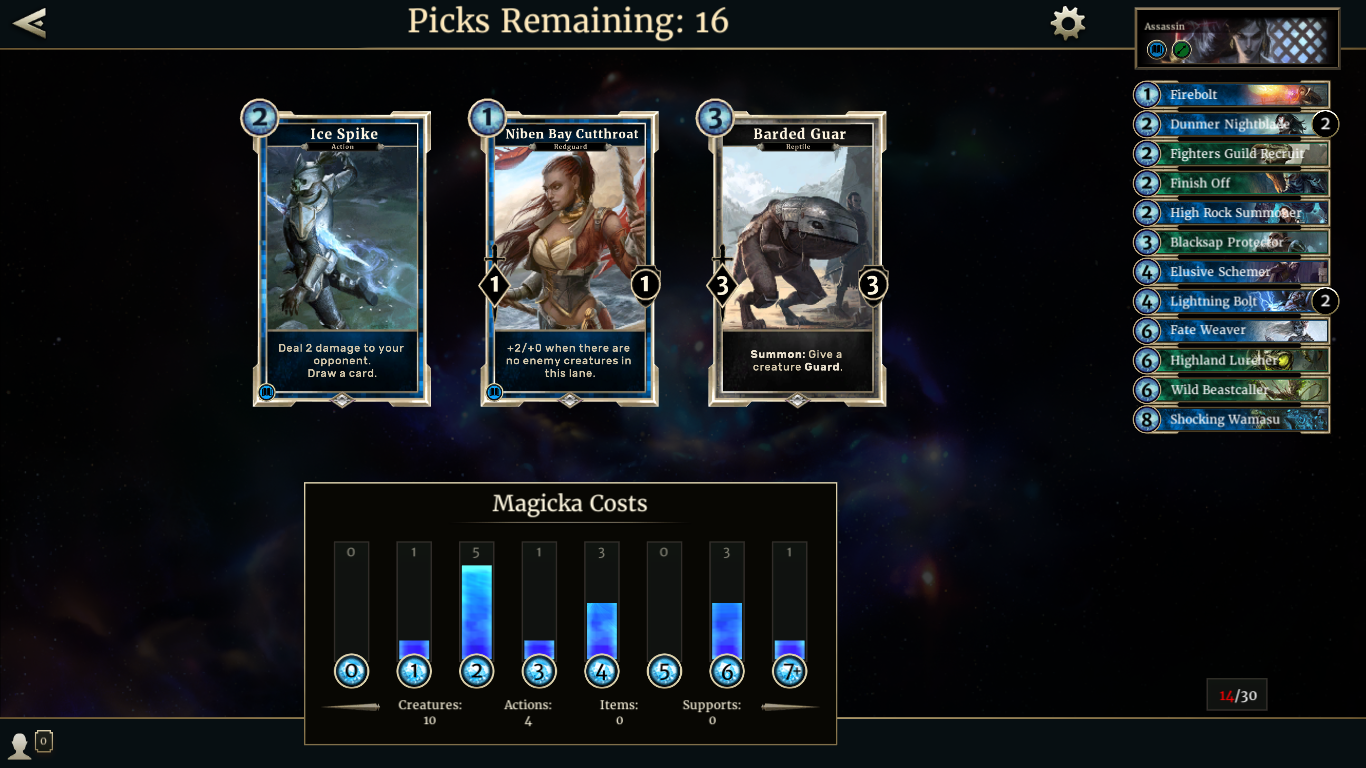 Picks Remaining: 16
Assassin
2
Ice Spike
Action
Deal 2 damage to your
opponent.
Draw a card.
1
Niben Bay Cutthroat
Redguard
1
1
+2/+0 when there are
no enemy creatures in
this lane.
3
Barded Guar
Reptile
3
3
Summon: Give a
creature Guard.
1 Firebolt
2 Dunmer Nightblade 2
2 Fighters Guild Recruit
2 Finish Off
2 High Rock Summoner
3 Blacksap Protector
4 Elusive Schemer
4 Lightning Bolt 2
6 Fate Weaver
6 Highland Lurcher
6 Wild Beastcaller
8 Shocking Wamasu
Magicka Costs
0 1 5 1 3 0 3 1
0 1 2 3 4 5 6 7+
Creatures: Actions: Items: Supports:
10 4 0 0
14/30
0